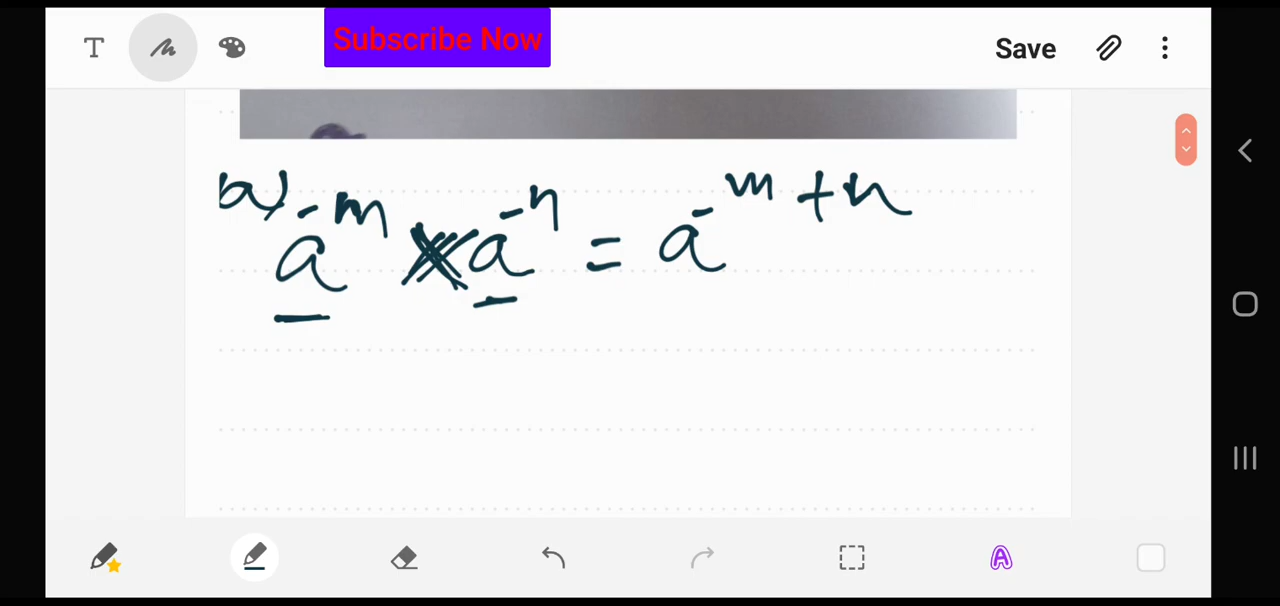 T Subscribe Now Save
a)
a^{-m} × a^{-n} = a^{-m+n}
A